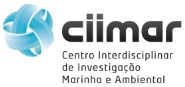 ciimar
Centro Interdisciplinar
de Investigação
Marinha e Ambiental